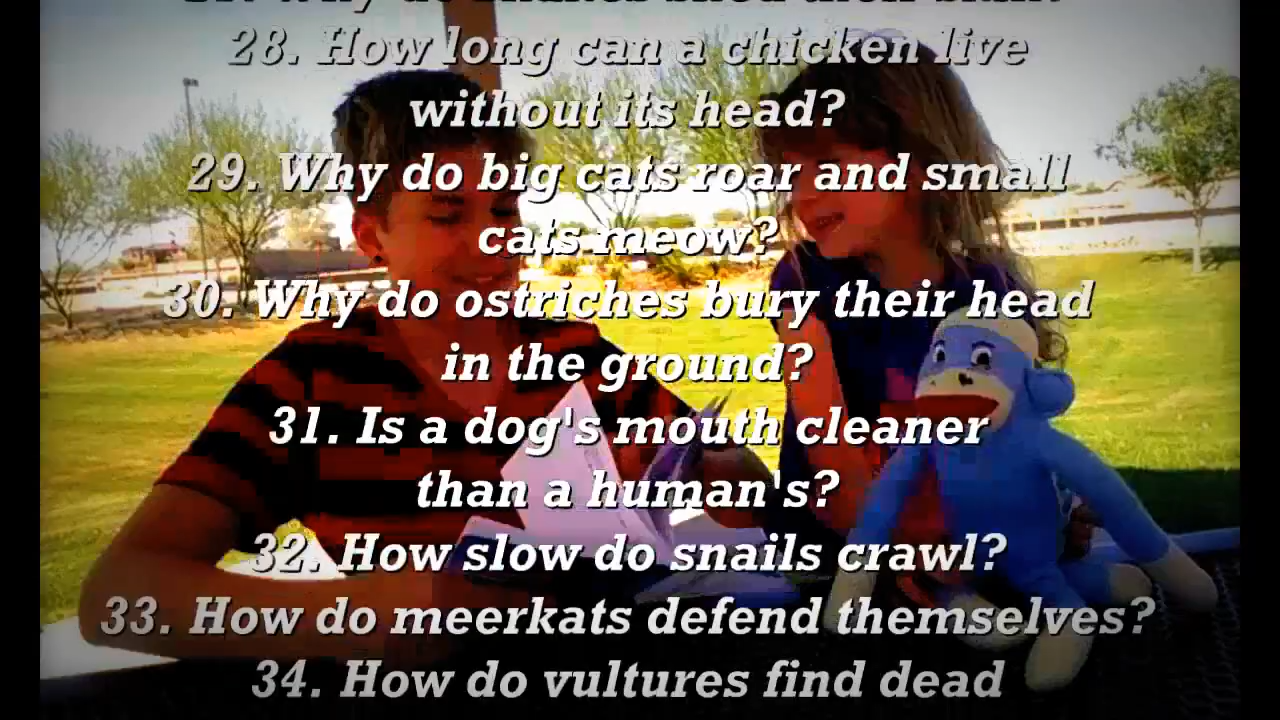 28. How long can a chicken live
without its head?
29. Why do big cats roar and small
cats meow?
30. Why do ostriches bury their head
in the ground?
31. Is a dog's mouth cleaner
than a human's?
32. How slow do snails crawl?
33. How do meerkats defend themselves?
34. How do vultures find dead